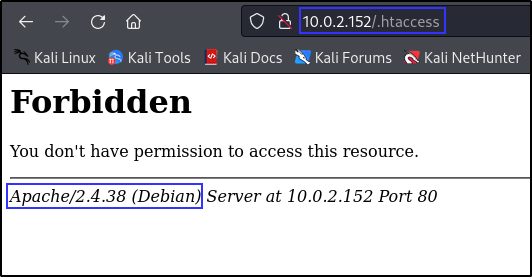 10.0.2.152/.htaccess
Kali Linux Kali Tools Kali Docs Kali Forums Kali NetHunter
Forbidden
You don't have permission to access this resource.
Apache/2.4.38 (Debian) Server at 10.0.2.152 Port 80